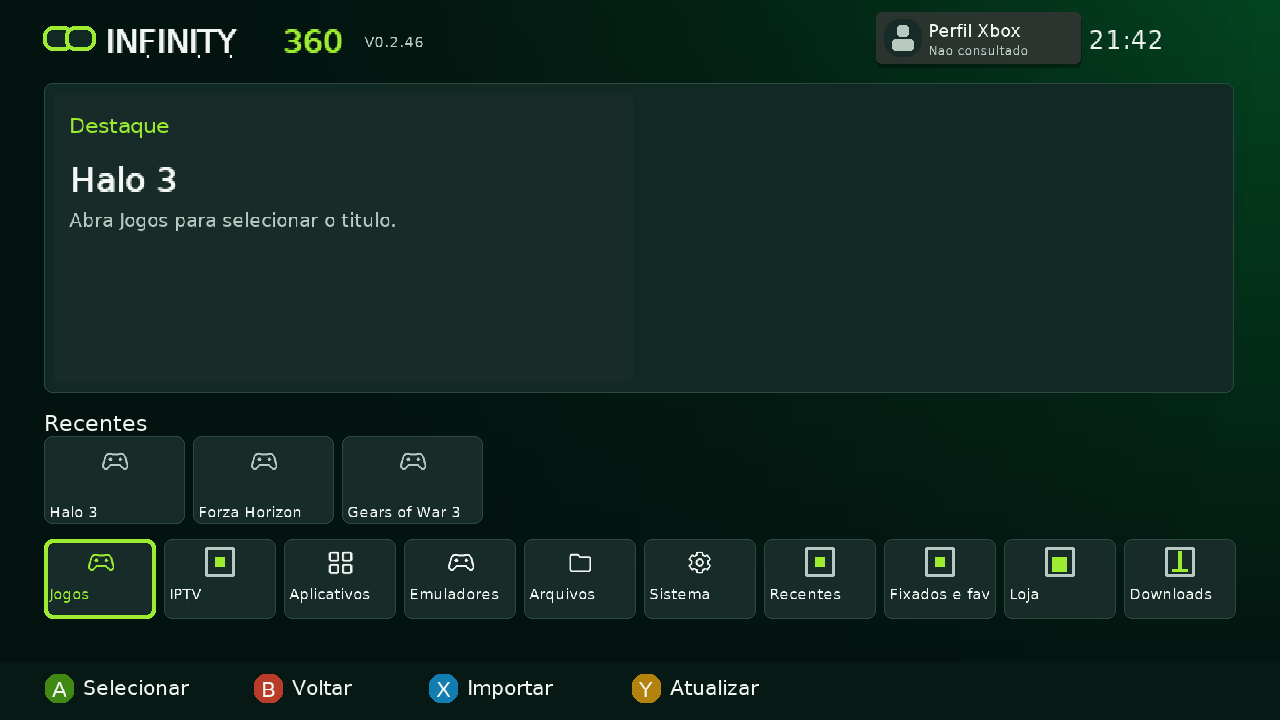 INFINITY 360 V0.2.46
Perfil Xbox
Nao consultado
21:42
Destaque
Halo 3
Abra Jogos para selecionar o titulo.
Recentes
Halo 3
Forza Horizon
Gears of War 3
Jogos
IPTV
Aplicativos
Emuladores
Arquivos
Sistema
Recentes
Fixados e fav
Loja
Downloads
A Selecionar
B Voltar
X Importar
Y Atualizar